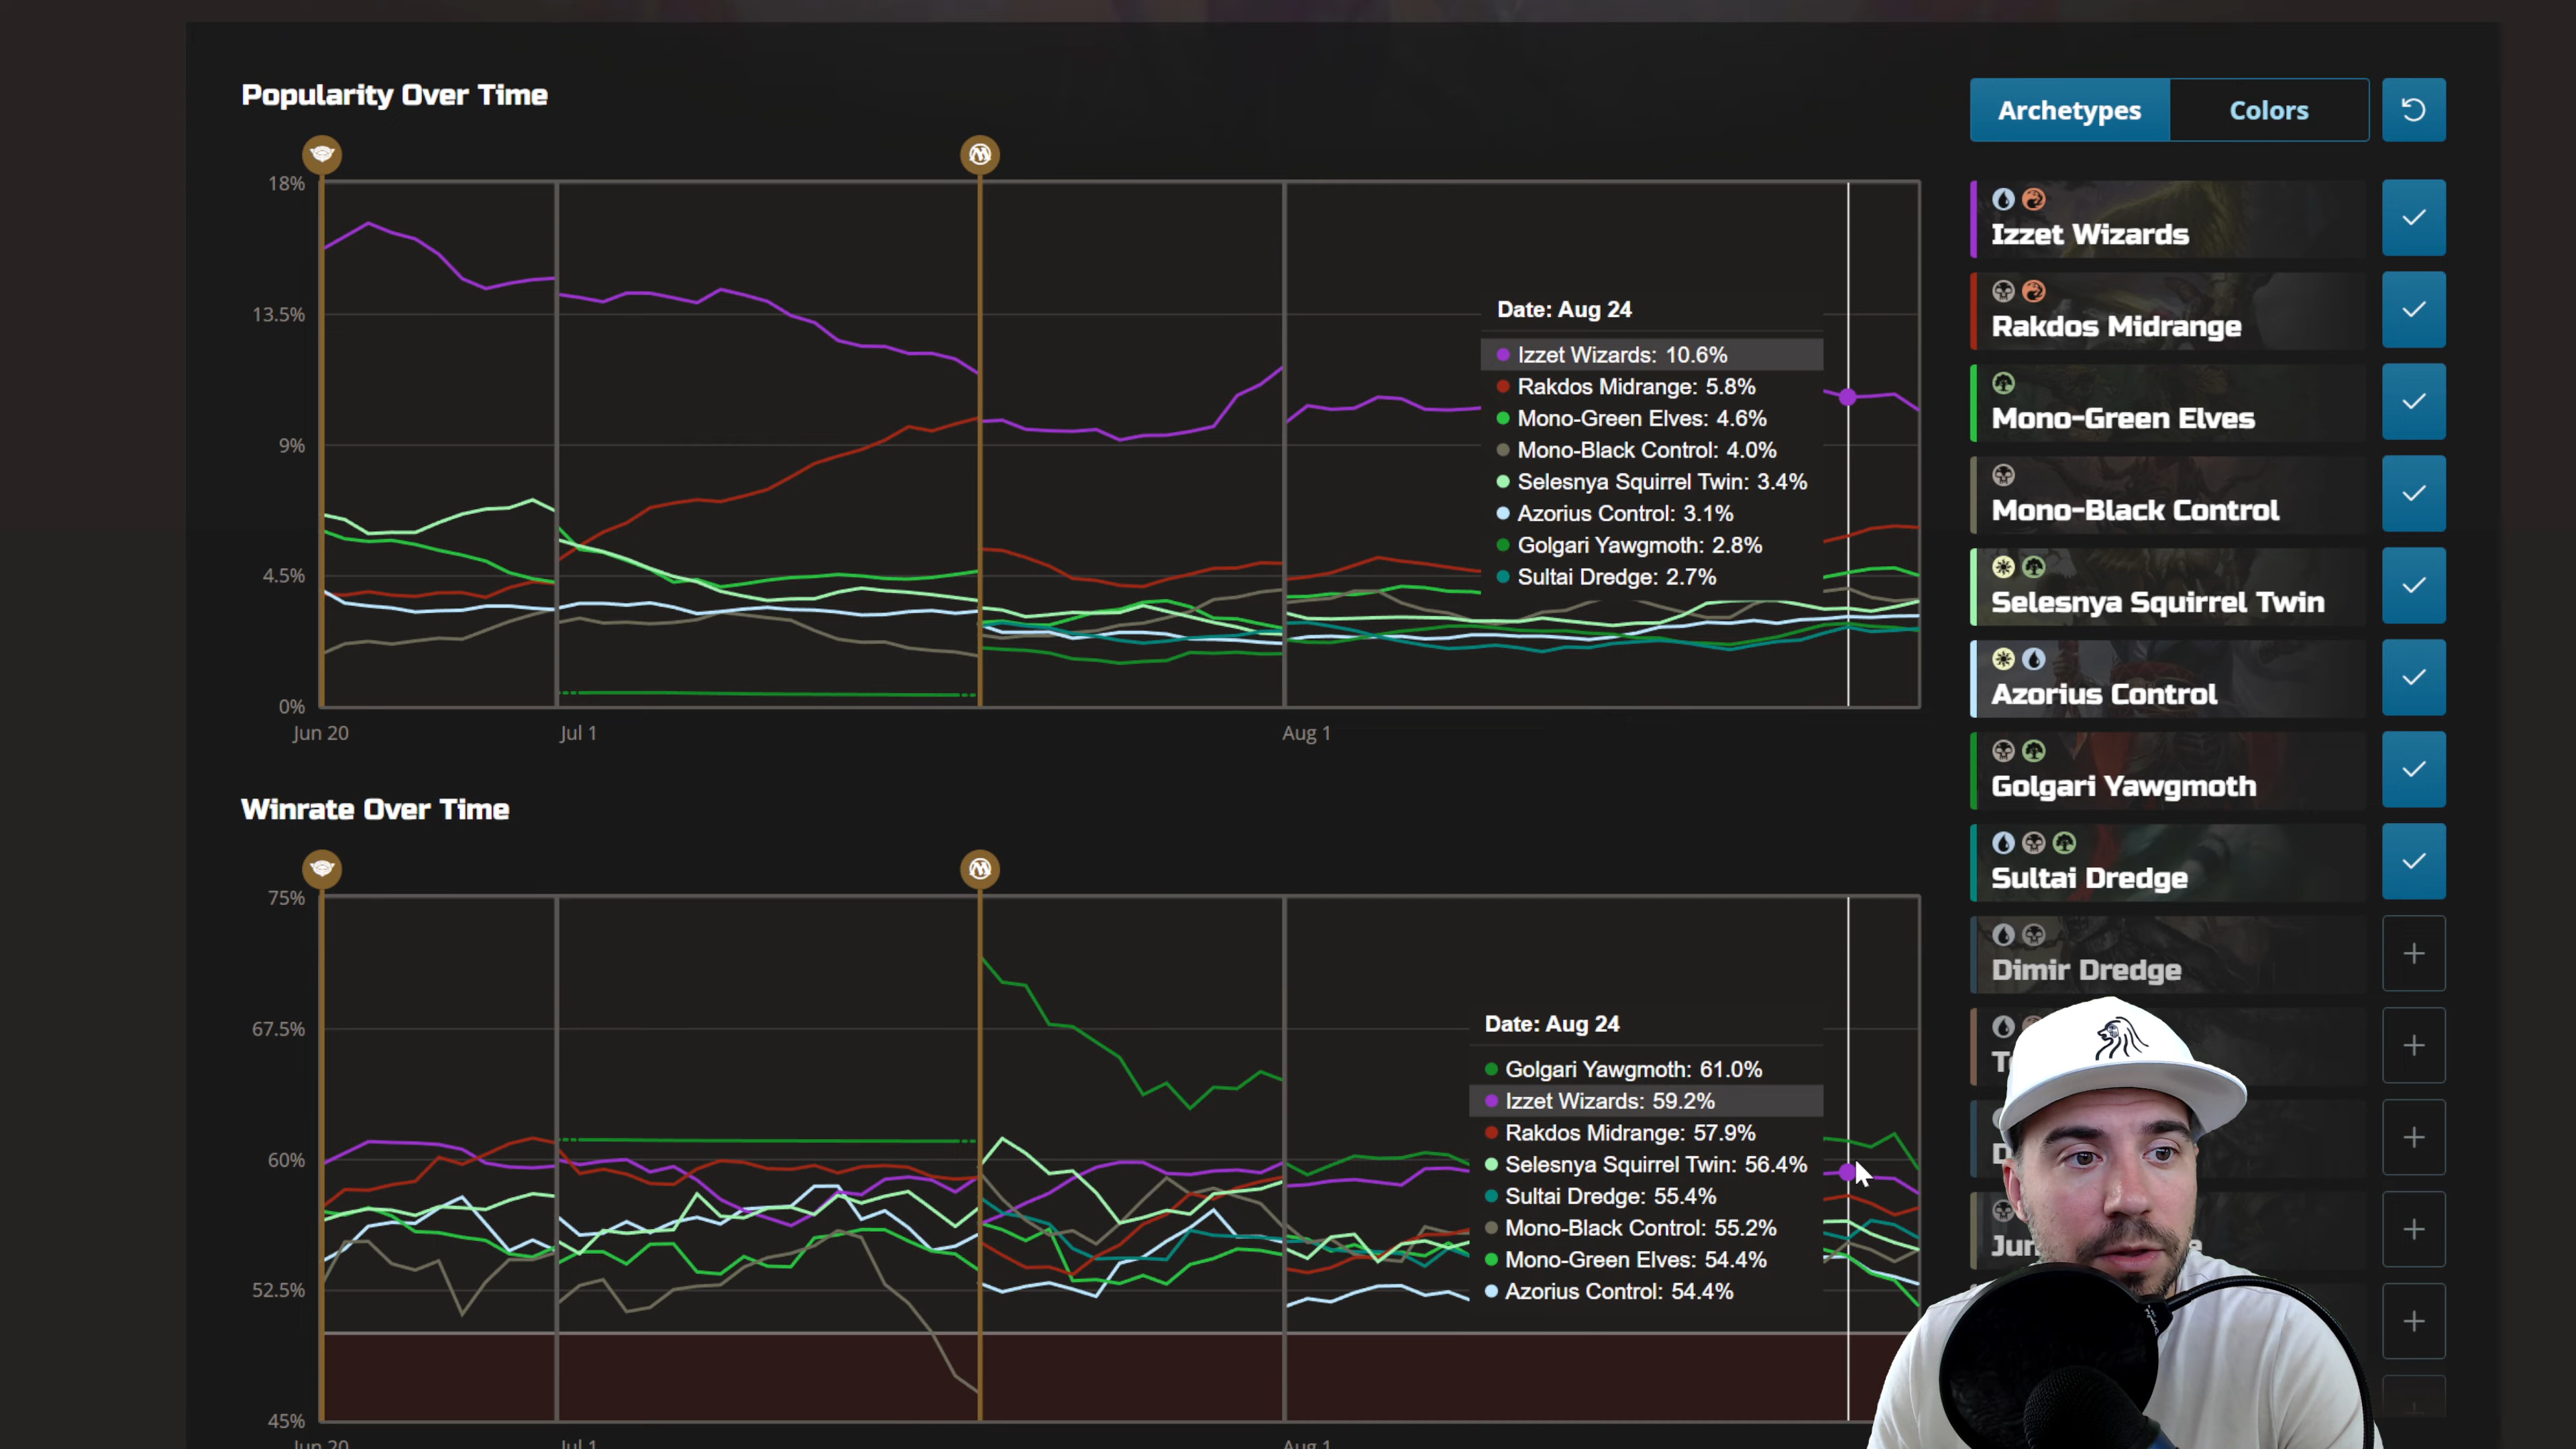 Popularity Over Time
18%
13.5%
9%
4.5%
0%
Jun 20
Jul 1
Aug 1
Date: Aug 24
Izzet Wizards: 10.6%
Rakdos Midrange: 5.8%
Mono-Green Elves: 4.6%
Mono-Black Control: 4.0%
Selesnya Squirrel Twin: 3.4%
Azorius Control: 3.1%
Golgari Yawgmoth: 2.8%
Sultai Dredge: 2.7%
Winrate Over Time
75%
67.5%
60%
52.5%
45%
Jun 20
Jul 1
Aug 1
Date: Aug 24
Golgari Yawgmoth: 61.0%
Izzet Wizards: 59.2%
Rakdos Midrange: 57.9%
Selesnya Squirrel Twin: 56.4%
Sultai Dredge: 55.4%
Mono-Black Control: 55.2%
Mono-Green Elves: 54.4%
Azorius Control: 54.4%
Archetypes
Colors
Izzet Wizards
Rakdos Midrange
Mono-Green Elves
Mono-Black Control
Selesnya Squirrel Twin
Azorius Control
Golgari Yawgmoth
Sultai Dredge
Dimir Dredge